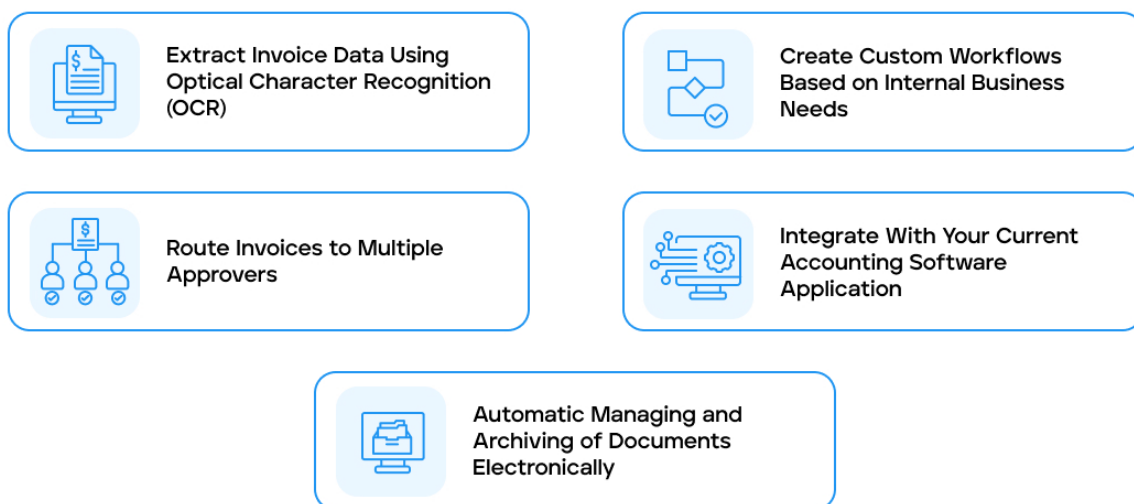 Extract Invoice Data Using
Optical Character Recognition
(OCR)
Create Custom Workflows
Based on Internal Business
Needs
Route Invoices to Multiple
Approvers
Integrate With Your Current
Accounting Software
Application
Automatic Managing and
Archiving of Documents
Electronically